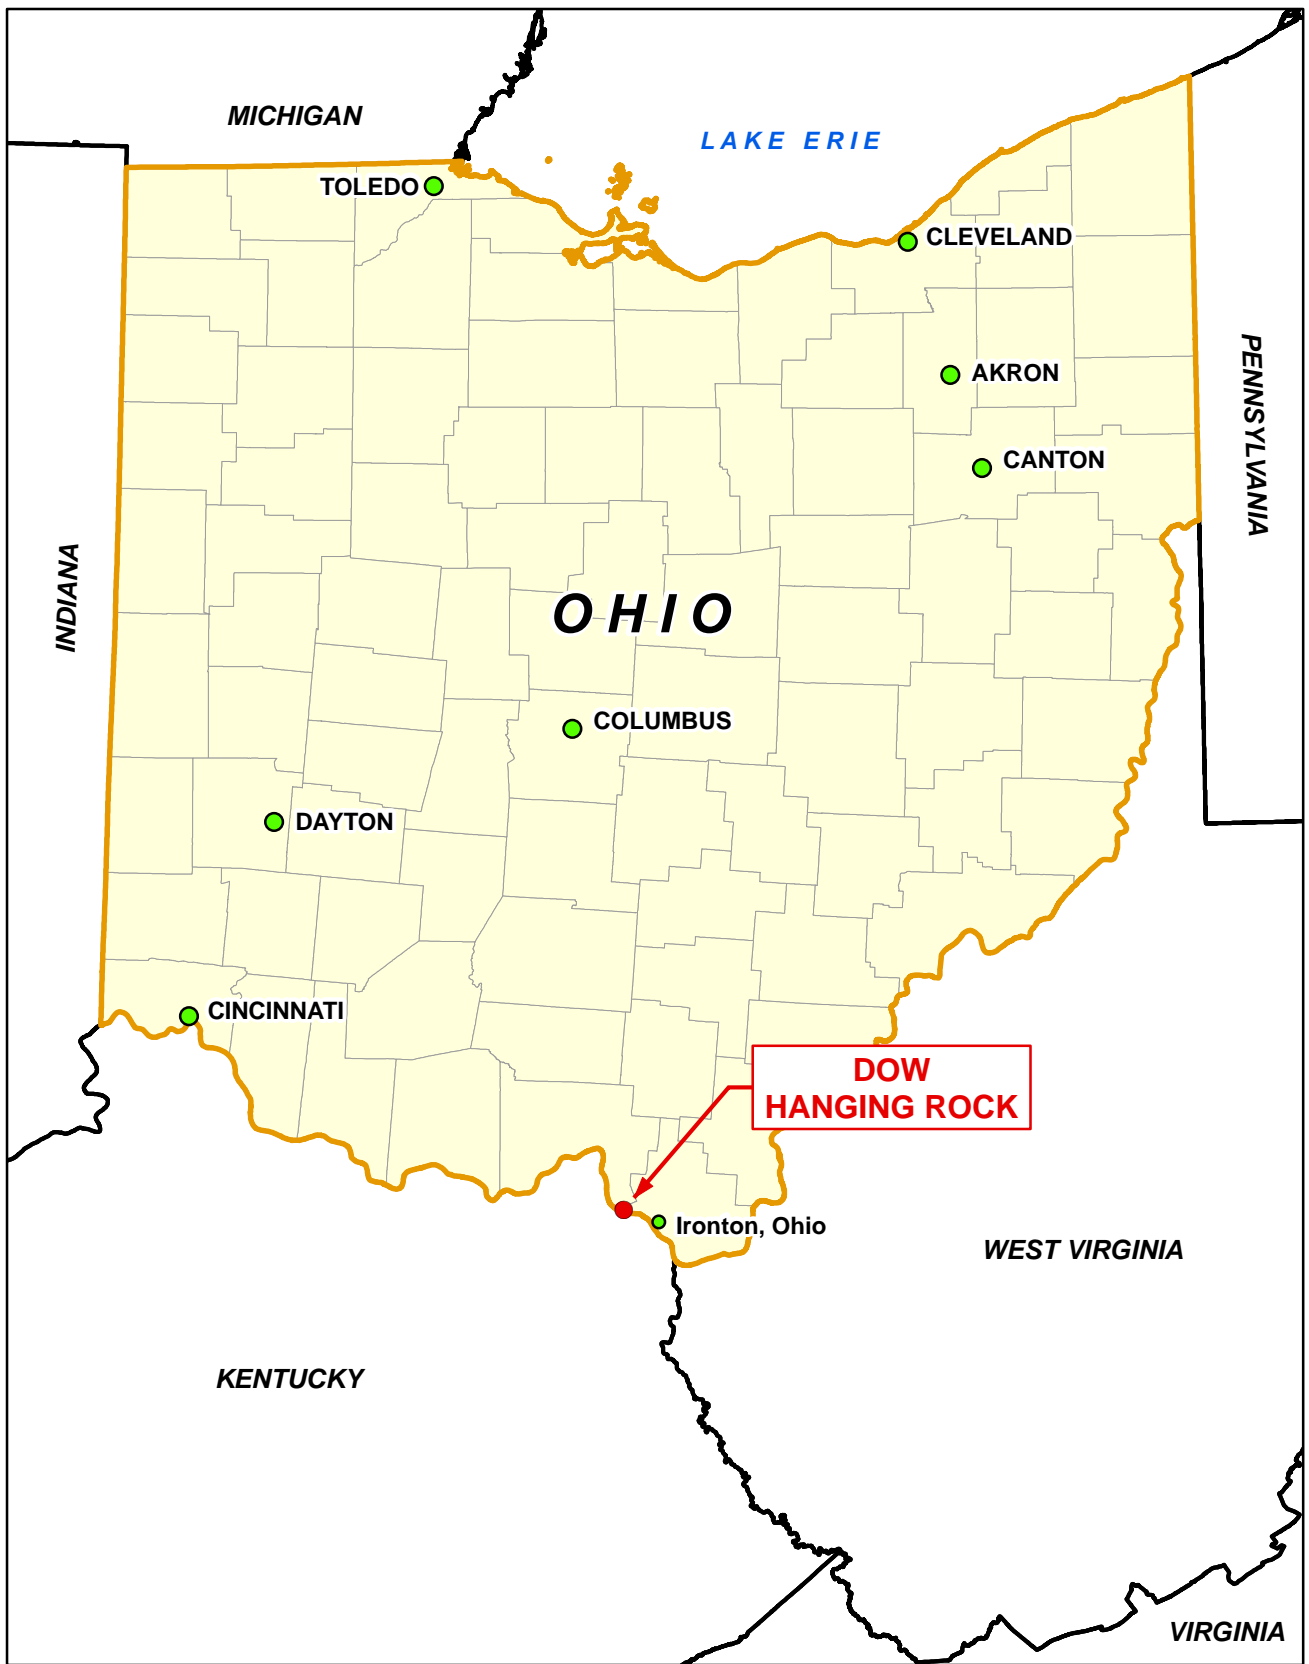 MICHIGAN
LAKE ERIE
TOLEDO
CLEVELAND
AKRON
PENNSYLVANIA
CANTON
INDIANA
OHIO
COLUMBUS
DAYTON
CINCINNATI
DOW
HANGING ROCK
Ironton, Ohio
WEST VIRGINIA
KENTUCKY
VIRGINIA